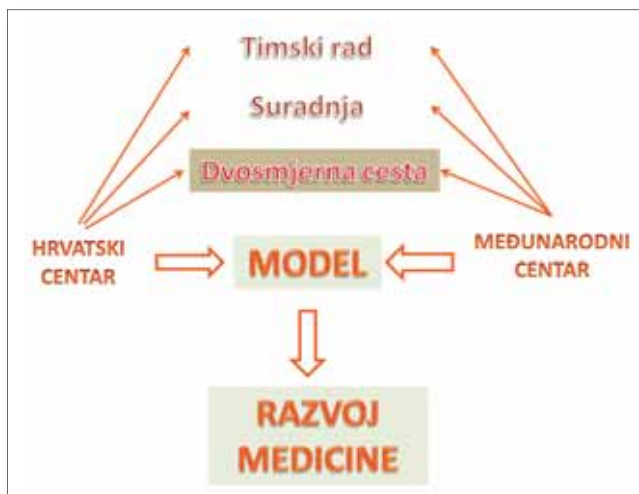 Timski rad
Suradnja
Dvosmjerna cesta
HRVATSKI
CENTAR
MODEL
MEĐUNARODNI
CENTAR
RAZVOJ
MEDICINE